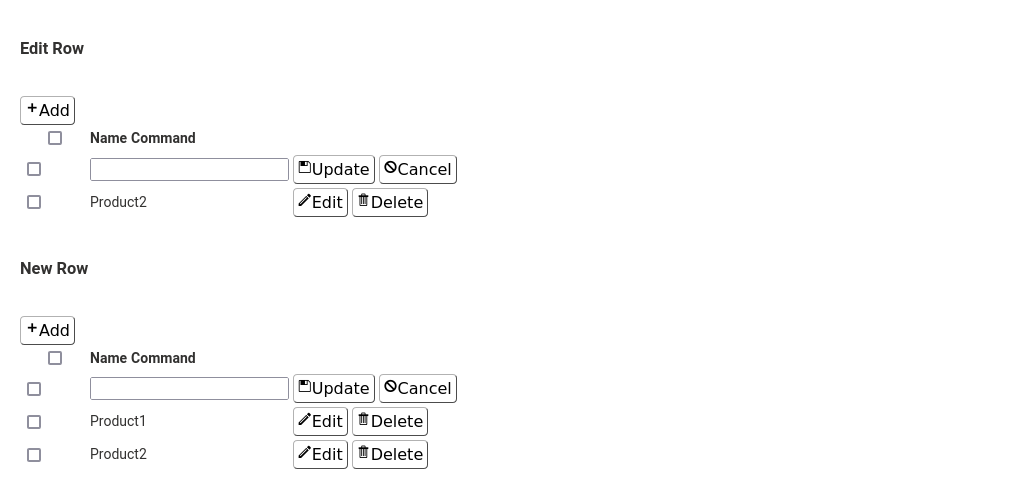 Edit Row
+Add
Name Command
Update Cancel
Product2 Edit Delete
New Row
+Add
Name Command
Update Cancel
Product1 Edit Delete
Product2 Edit Delete